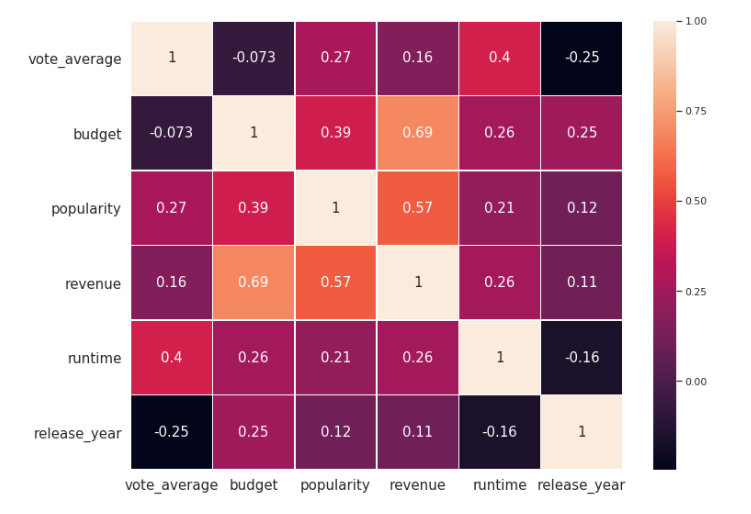 vote_average 1 -0.073 0.27 0.16 0.4 -0.25
budget -0.073 1 0.39 0.69 0.26 0.25
popularity 0.27 0.39 1 0.57 0.21 0.12
revenue 0.16 0.69 0.57 1 0.26 0.11
runtime 0.4 0.26 0.21 0.26 1 -0.16
release_year -0.25 0.25 0.12 0.11 -0.16 1
vote_average budget popularity revenue runtime release_year
1.00
0.75
0.50
0.25
0.00